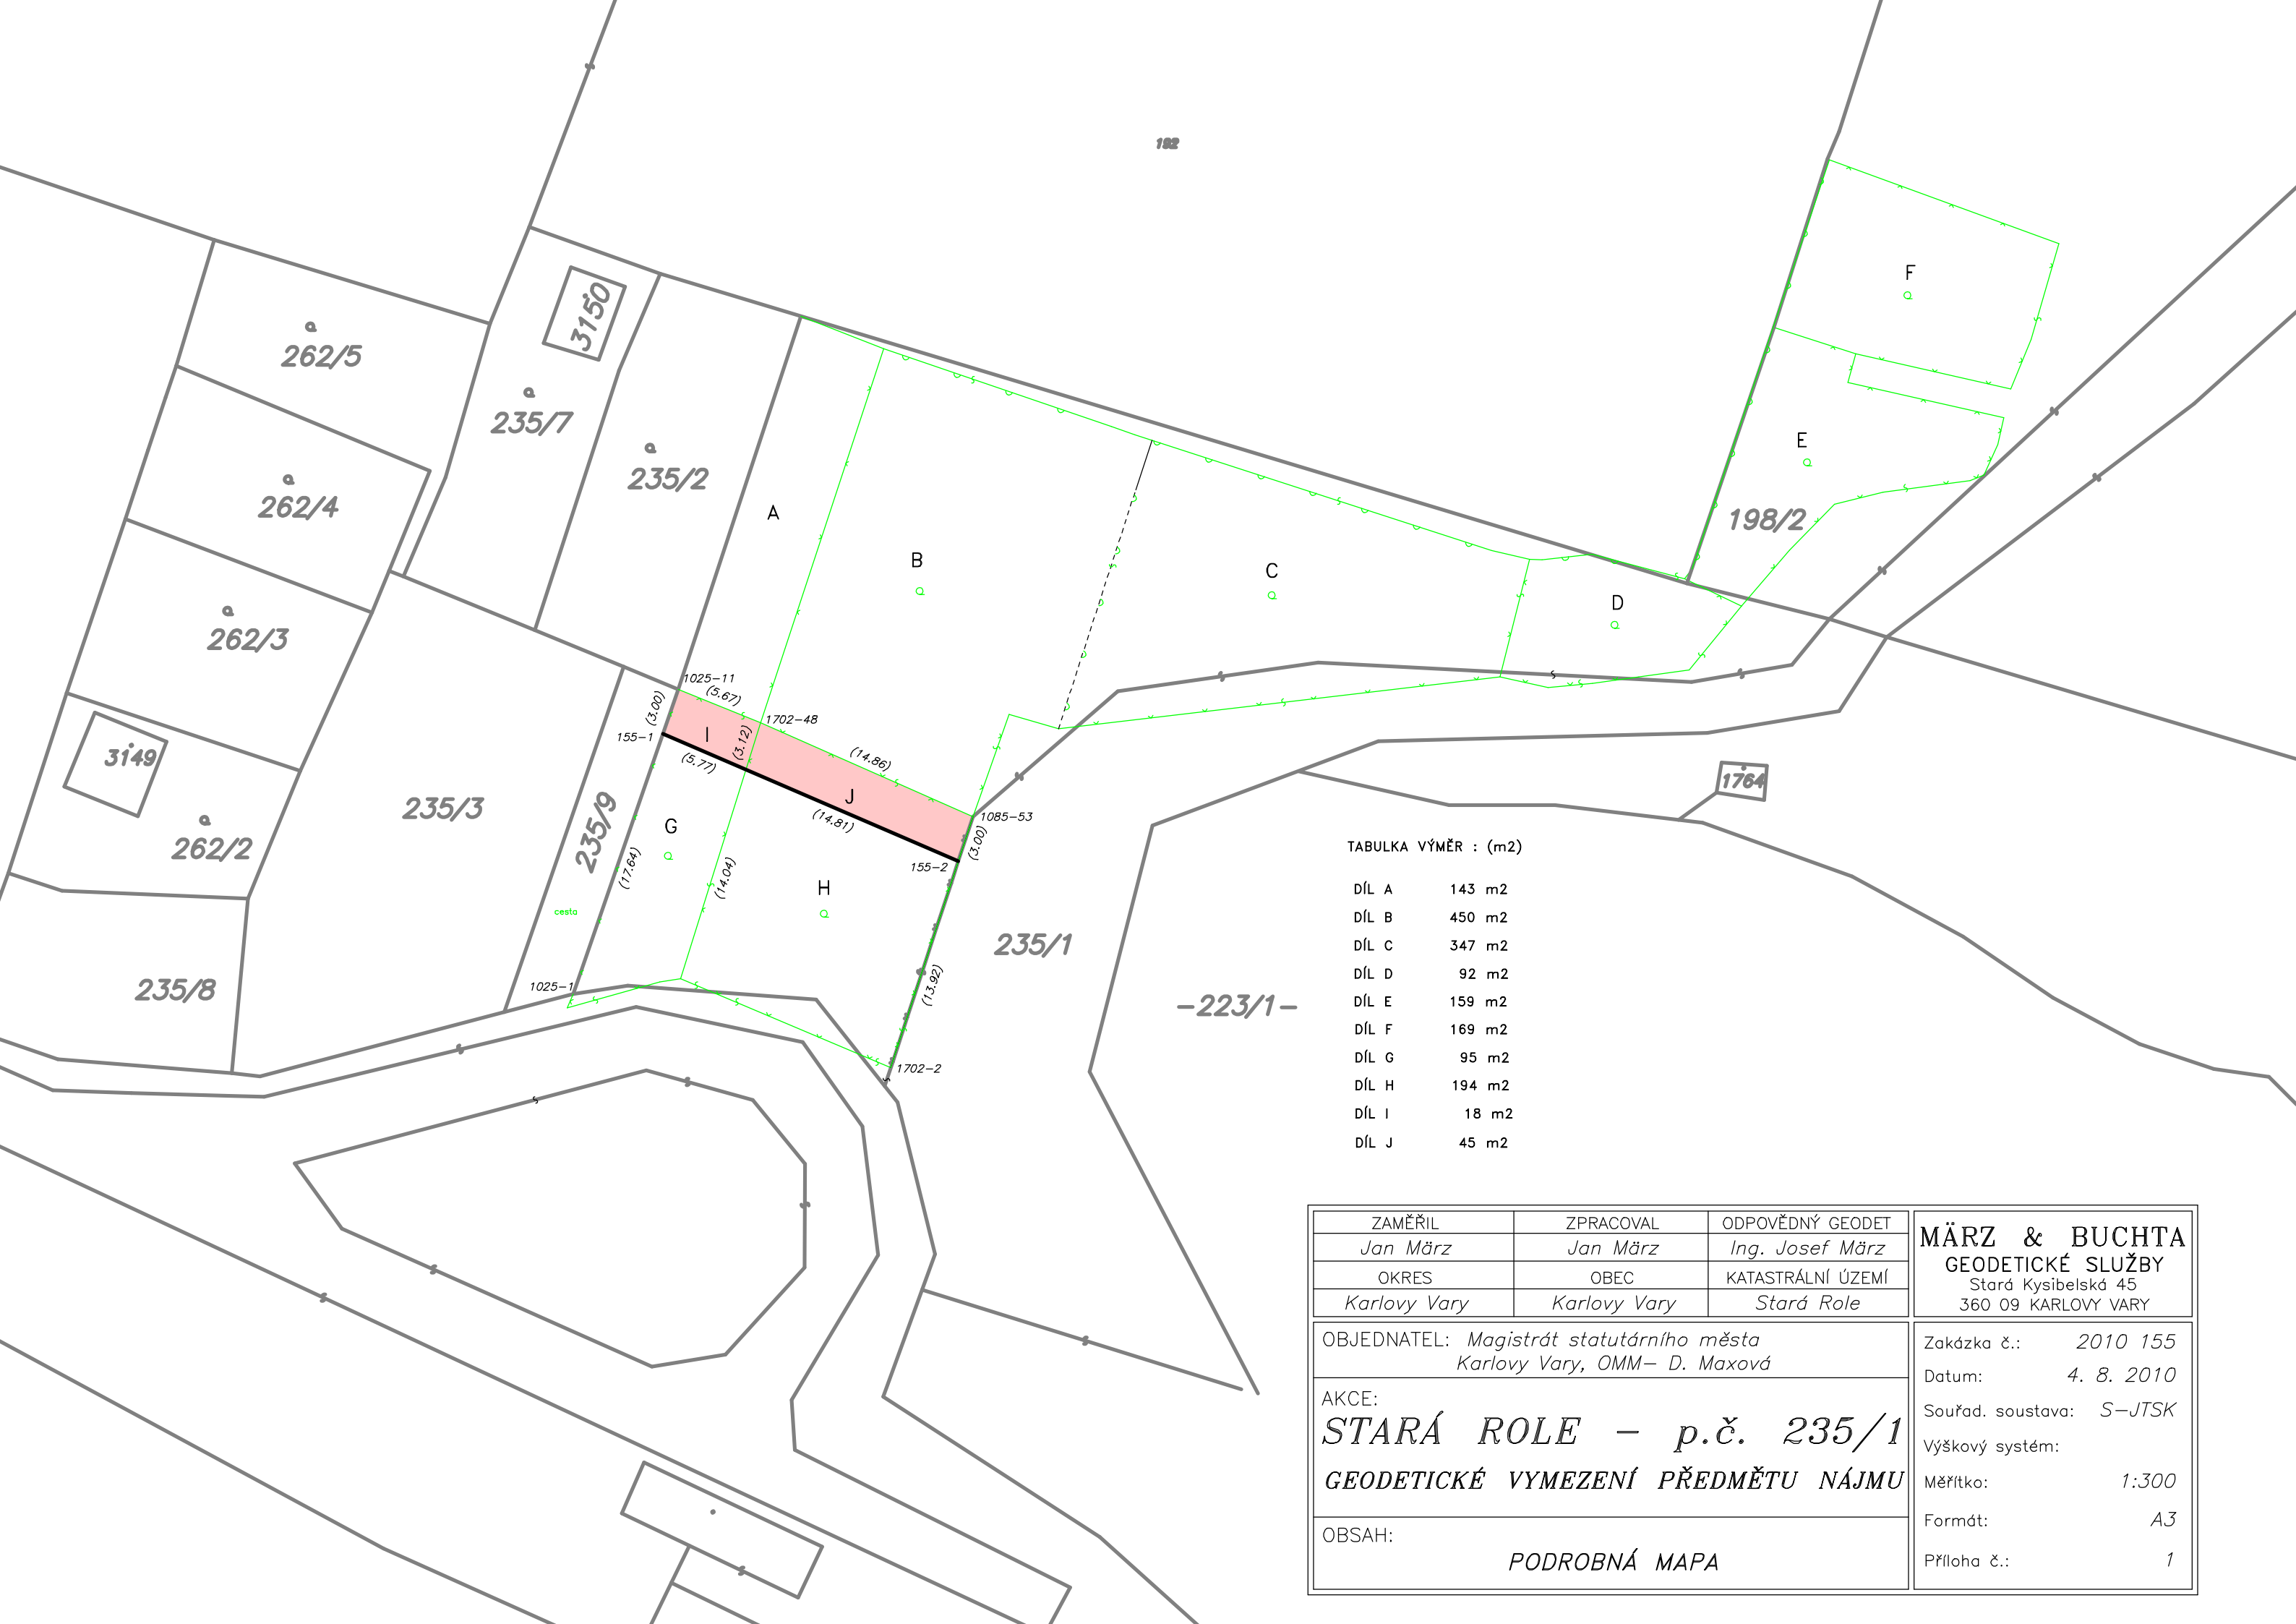 192
F
3150
262/5
235/7
E
235/2
262/4
A
198/2
B
C
D
262/3
1025-11
(5.67)
(3.00)
1702-48
155-1
I
(3.12)
(5.77)
(14.86)
3149
1764
J
235/3
(14.81)
1085-53
G
235/9
(3.00)
262/2
155-2
(17.64)
(14.04)
H
cesta
235/1
235/8
1025-1
(13.92)
-223/1-
1702-2
TABULKA VÝMĚR : (m2)
DÍL A 143 m2
DÍL B 450 m2
DÍL C 347 m2
DÍL D 92 m2
DÍL E 159 m2
DÍL F 169 m2
DÍL G 95 m2
DÍL H 194 m2
DÍL I 18 m2
DÍL J 45 m2
ZAMĚŘIL ZPRACOVAL ODPOVĚDNÝ GEODET
Jan März Jan März Ing. Josef März
OKRES OBEC KATASTRÁLNÍ ÚZEMÍ
Karlovy Vary Karlovy Vary Stará Role
MÄRZ & BUCHTA
GEODETICKÉ SLUŽBY
Stará Kysibelská 45
360 09 KARLOVY VARY
OBJEDNATEL: Magistrát statutárního města
Karlovy Vary, OMM- D. Maxová
AKCE:
STARÁ ROLE - p.č. 235/1
GEODETICKÉ VYMEZENÍ PŘEDMĚTU NÁJMU
OBSAH:
PODROBNÁ MAPA
Zakázka č.: 2010 155
Datum: 4. 8. 2010
Souřad. soustava: S-JTSK
Výškový systém:
Měřítko: 1:300
Formát: A3
Příloha č.: 1